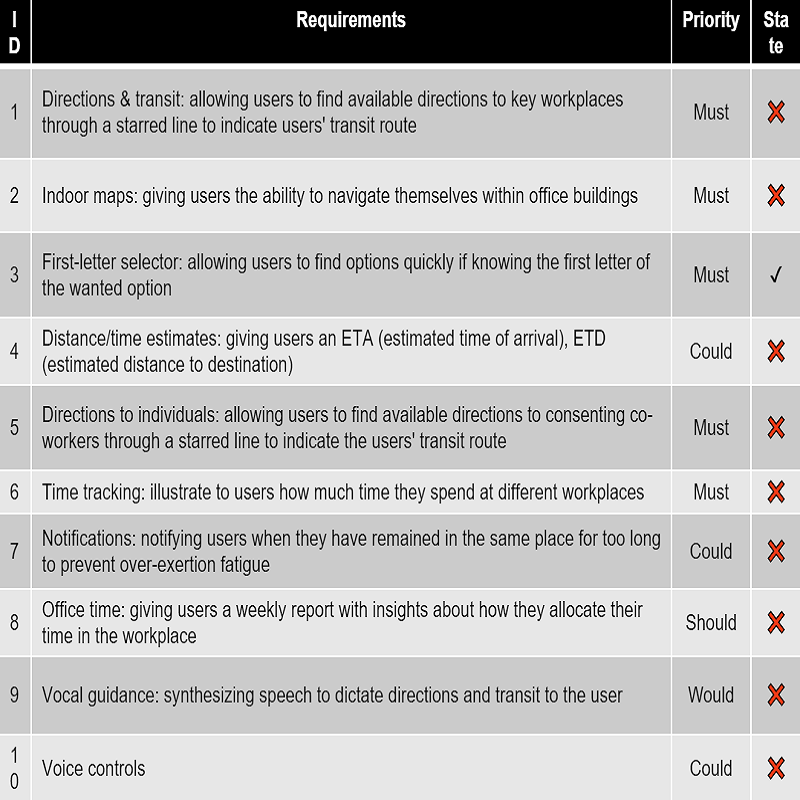 ID Requirements Priority State
1 Directions & transit: allowing users to find available directions to key workplaces
through a starred line to indicate users' transit route Must ✗
2 Indoor maps: giving users the ability to navigate themselves within office buildings Must ✗
3 First-letter selector: allowing users to find options quickly if knowing the first letter of
the wanted option Must ✓
4 Distance/time estimates: giving users an ETA (estimated time of arrival), ETD
(estimated distance to destination) Could ✗
5 Directions to individuals: allowing users to find available directions to consenting co-
workers through a starred line to indicate the users' transit route Must ✗
6 Time tracking: illustrate to users how much time they spend at different workplaces Must ✗
7 Notifications: notifying users when they have remained in the same place for too long
to prevent over-exertion fatigue Could ✗
8 Office time: giving users a weekly report with insights about how they allocate their
time in the workplace Should ✗
9 Vocal guidance: synthesizing speech to dictate directions and transit to the user Would ✗
10 Voice controls Could ✗